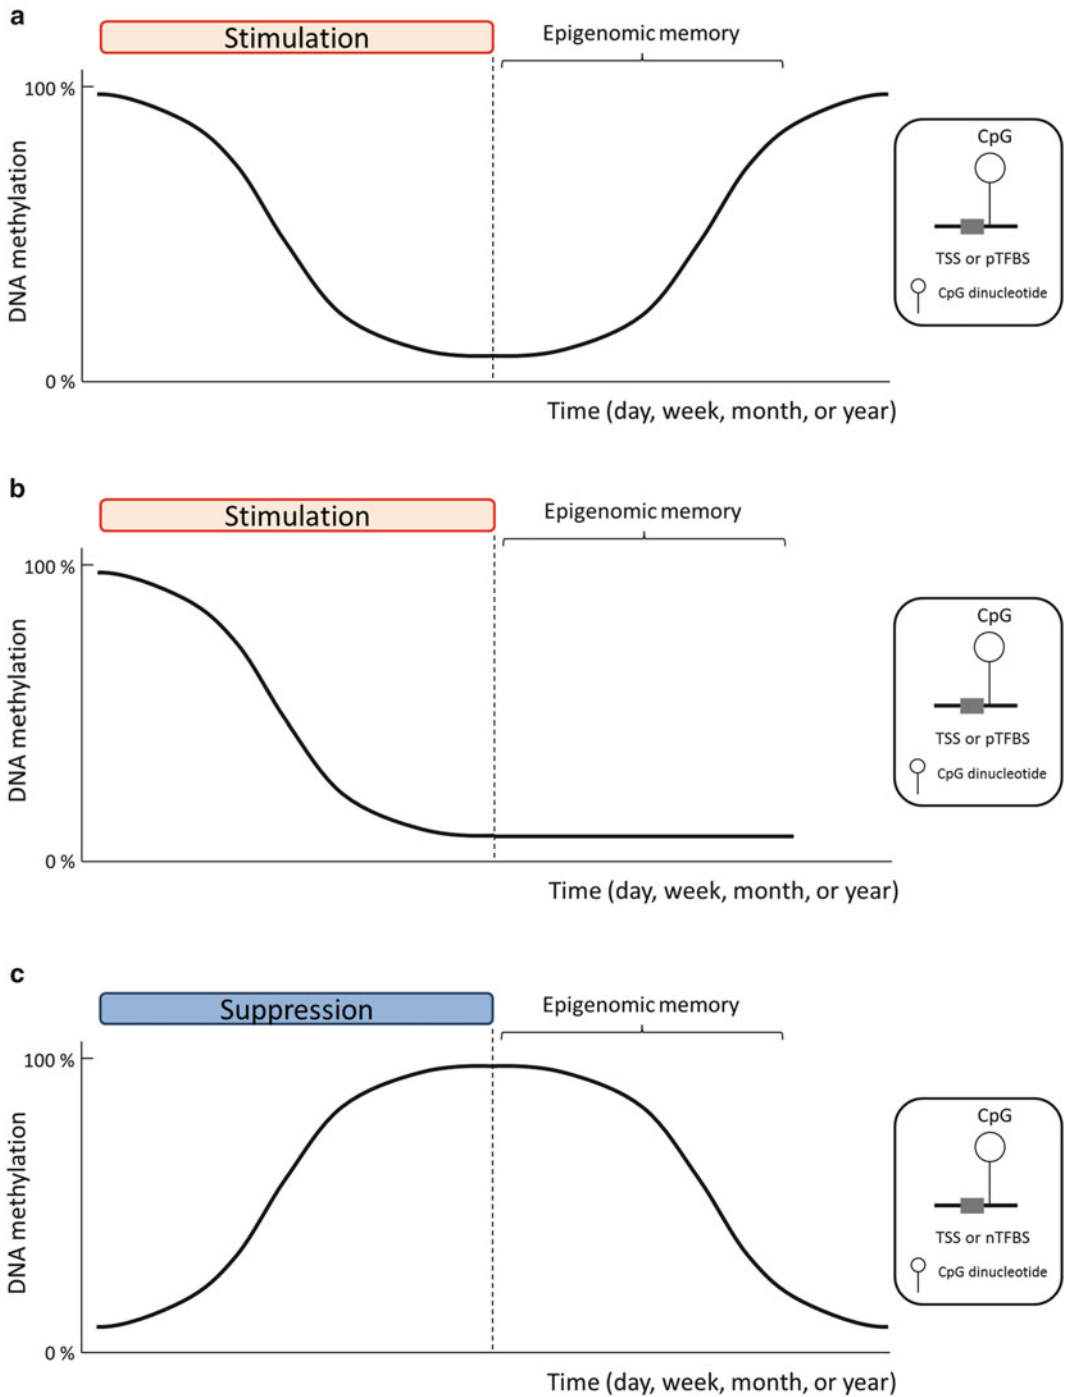 a
Stimulation
Epigenomic memory
100 %
DNA methylation
0 %
Time (day, week, month, or year)
CpG
TSS or pTFBS
CpG dinucleotide
b
Stimulation
Epigenomic memory
100 %
DNA methylation
0 %
Time (day, week, month, or year)
CpG
TSS or pTFBS
CpG dinucleotide
c
Suppression
Epigenomic memory
100 %
DNA methylation
0 %
Time (day, week, month, or year)
CpG
TSS or nTFBS
CpG dinucleotide